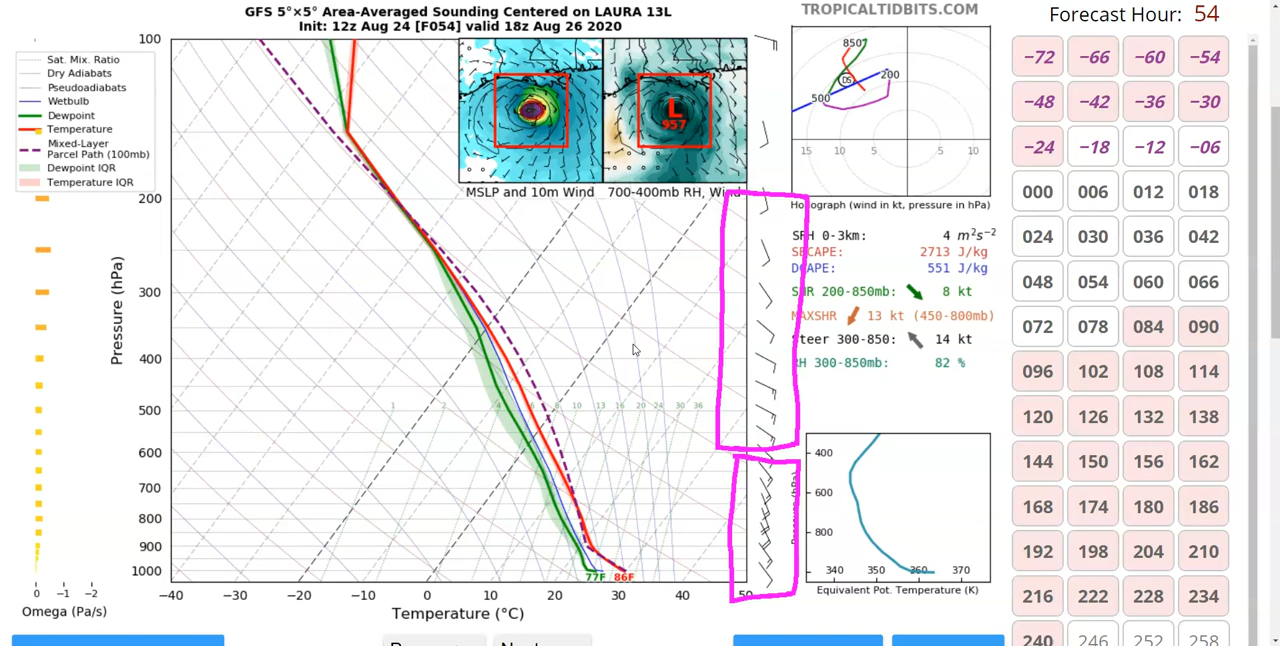 GFS 5°×5° Area-Averaged Sounding Centered on LAURA 13L
Init: 12z Aug 24 [F054] valid 18z Aug 26 2020
TROPICALTIDBITS.COM
Forecast Hour: 54
Sat. Mix. Ratio
Dry Adiabats
Pseudoadiabats
Wetbulb
Dewpoint
Temperature
Mixed-Layer
Parcel Path (100mb)
Dewpoint IQR
Temperature IQR
100
200
300
400
500
600
700
800
900
1000
Pressure (hPa)
1 2 4 6 8 10 13 16 20 24 30 36
77F 86F
−40 −30 −20 −10 0 10 20 30 40 50
Temperature (°C)
0 −1 −2
Omega (Pa/s)
L
957
MSLP and 10m Wind
700-400mb RH, Wind
850
DS
200
500
15 10 5 0 5 10
Hodograph (wind in kt, pressure in hPa)
SRH 0-3km: 4 m²s⁻²
SBCAPE: 2713 J/kg
DCAPE: 551 J/kg
SHR 200-850mb: 8 kt
MAXSHR 13 kt (450-800mb)
Steer 300-850: 14 kt
RH 300-850mb: 82 %
400
600
800
340 350 360 370
Equivalent Pot. Temperature (K)
−72 −66 −60 −54
−48 −42 −36 −30
−24 −18 −12 −06
000 006 012 018
024 030 036 042
048 054 060 066
072 078 084 090
096 102 108 114
120 126 132 138
144 150 156 162
168 174 180 186
192 198 204 210
216 222 228 234
240 246 252 258